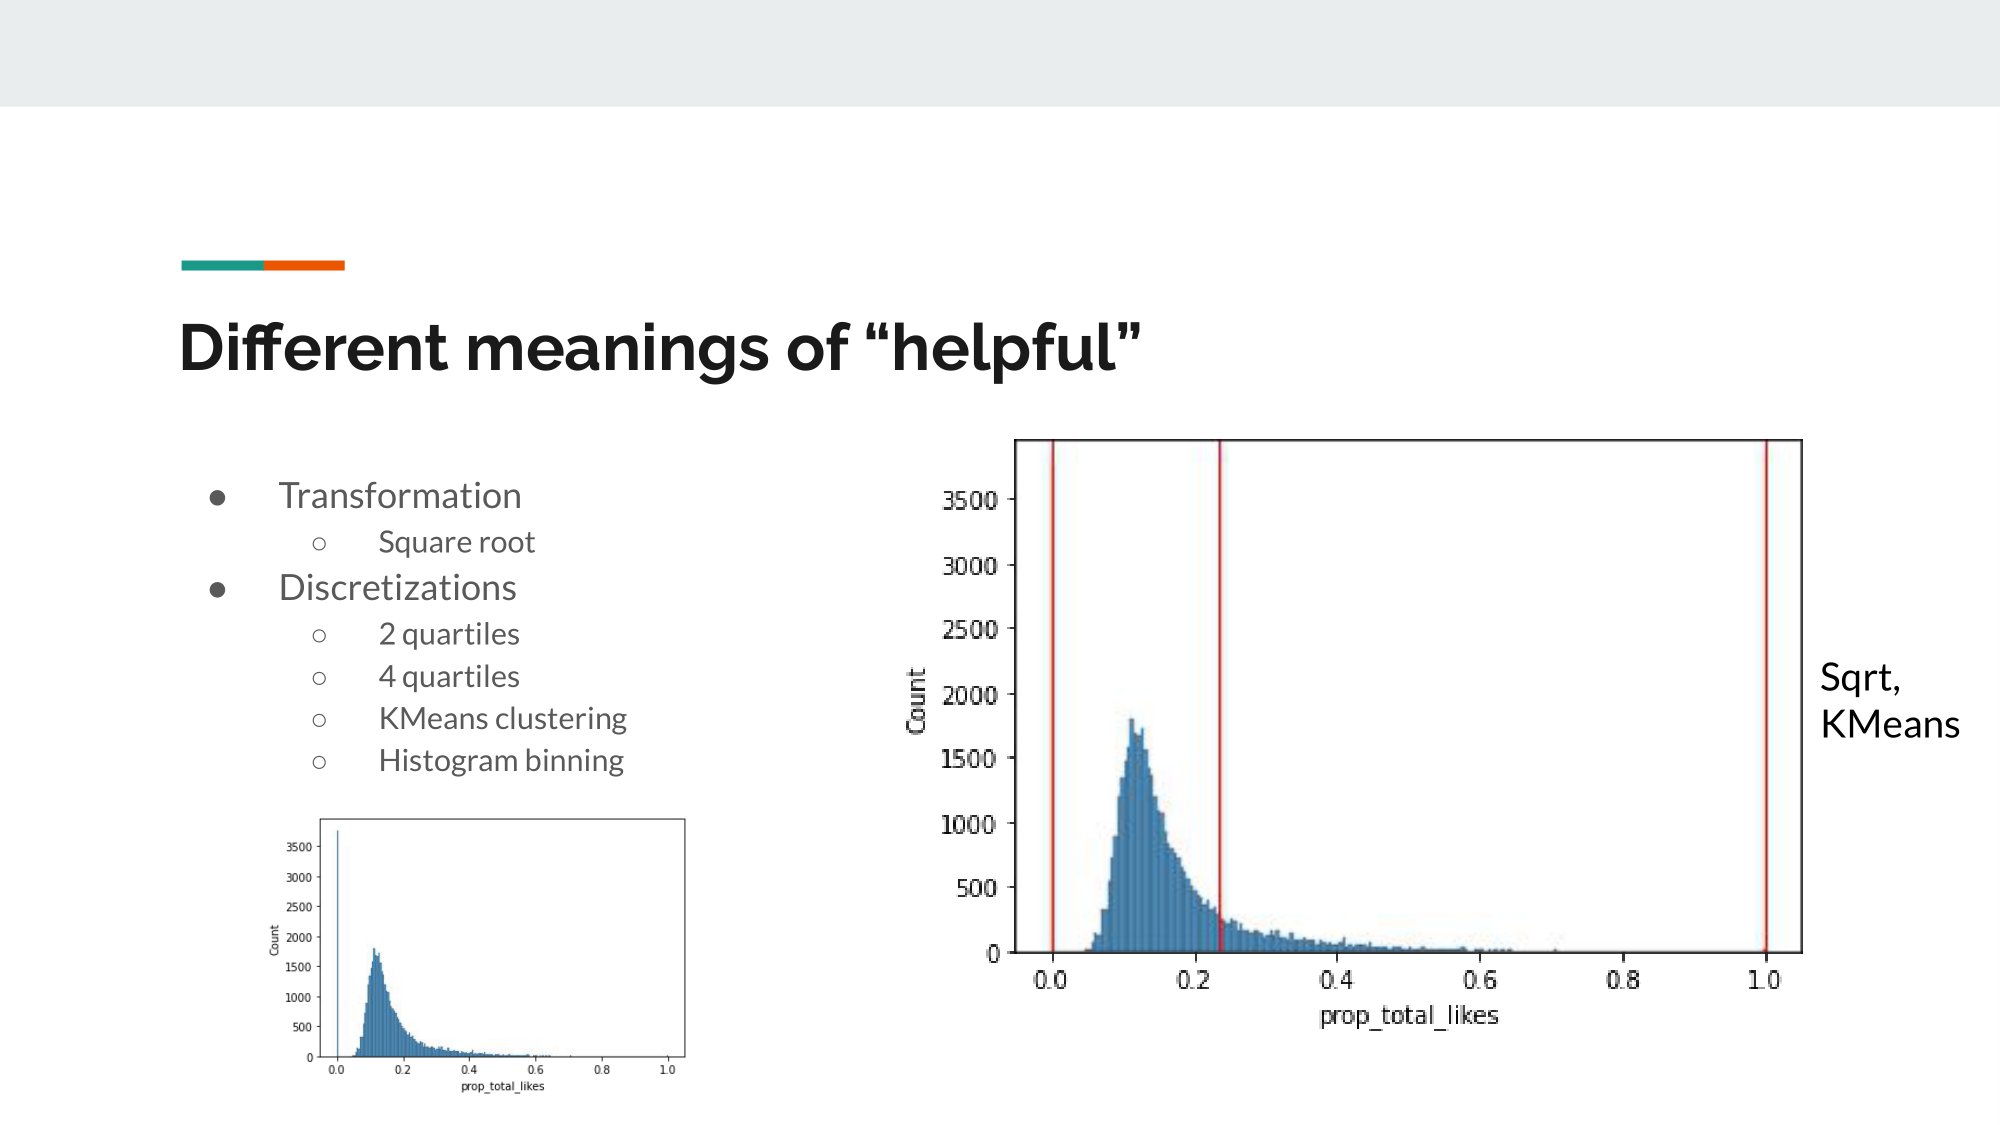 Different meanings of “helpful”
● Transformation
○ Square root
● Discretizations
○ 2 quartiles
○ 4 quartiles
○ KMeans clustering
○ Histogram binning
3500
3000
2500
2000
1500
1000
500
0
Count
0.0 0.2 0.4 0.6 0.8 1.0
prop_total_likes
3500
3000
2500
2000
1500
1000
500
0
Count
0.0 0.2 0.4 0.6 0.8 1.0
prop_total_likes
Sqrt,
KMeans